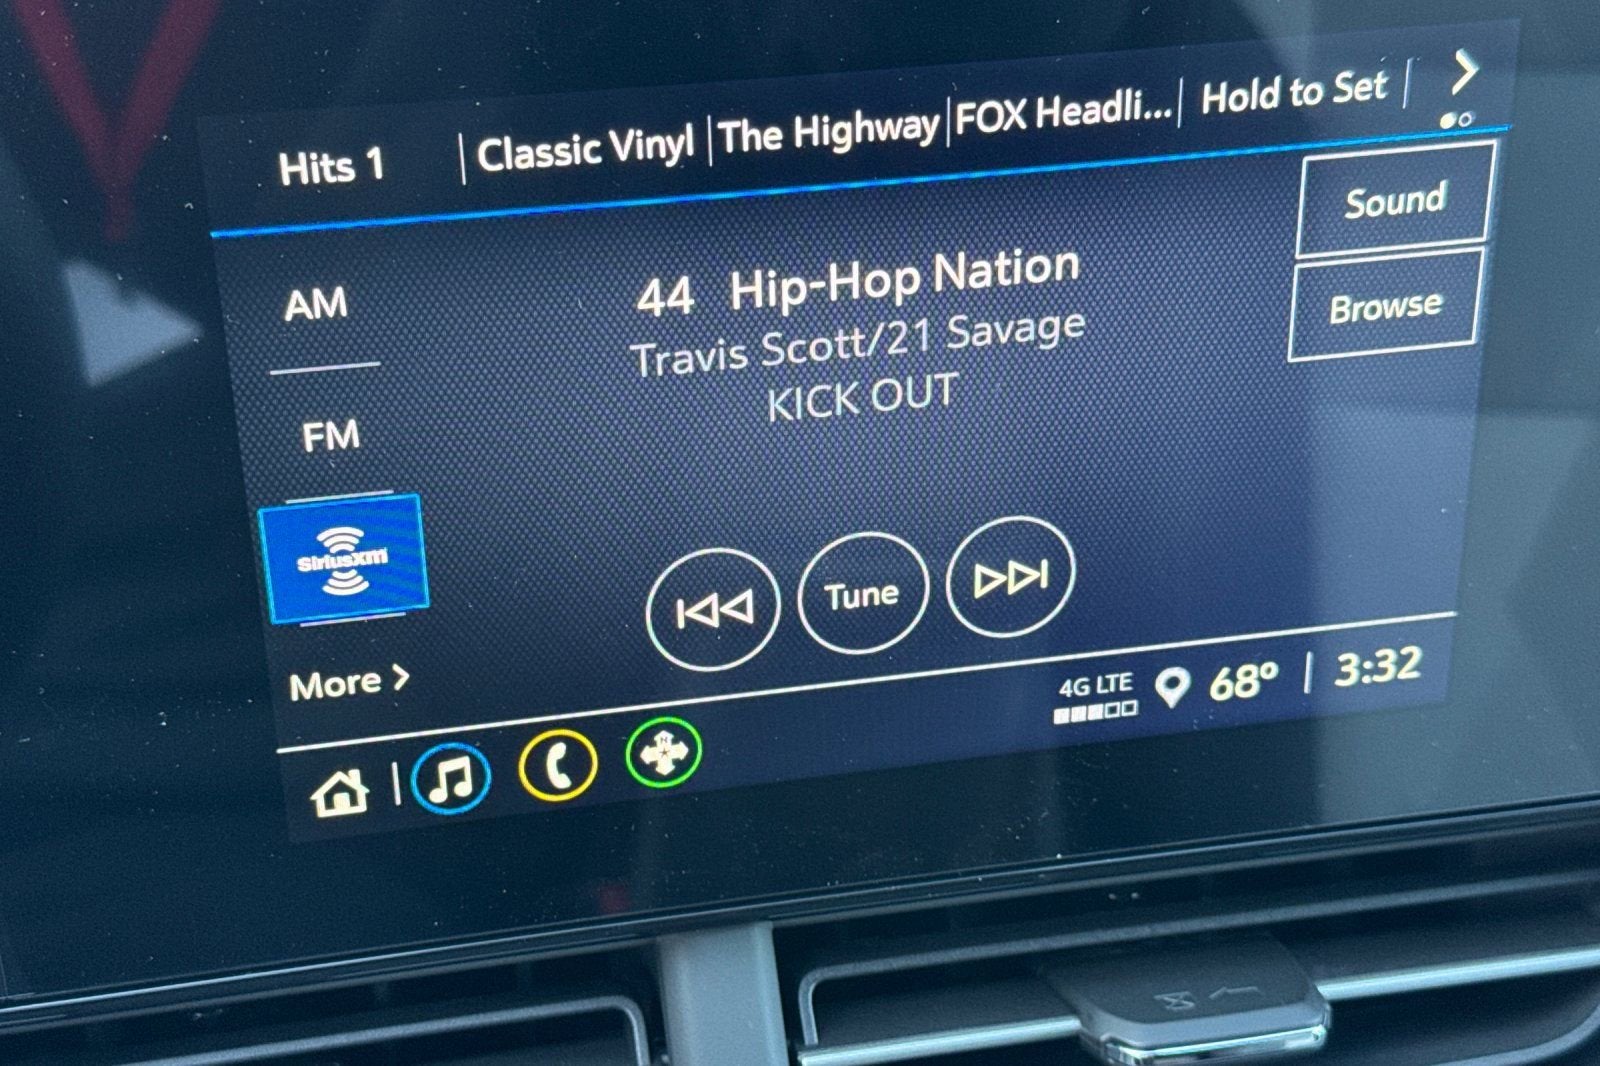 Hits 1 | Classic Vinyl | The Highway | FOX Headli... | Hold to Set |
Sound
AM
44 Hip-Hop Nation
Travis Scott/21 Savage
Browse
KICK OUT
FM
SiriusXM
Tune
More
4G LTE 68° | 3:32
N